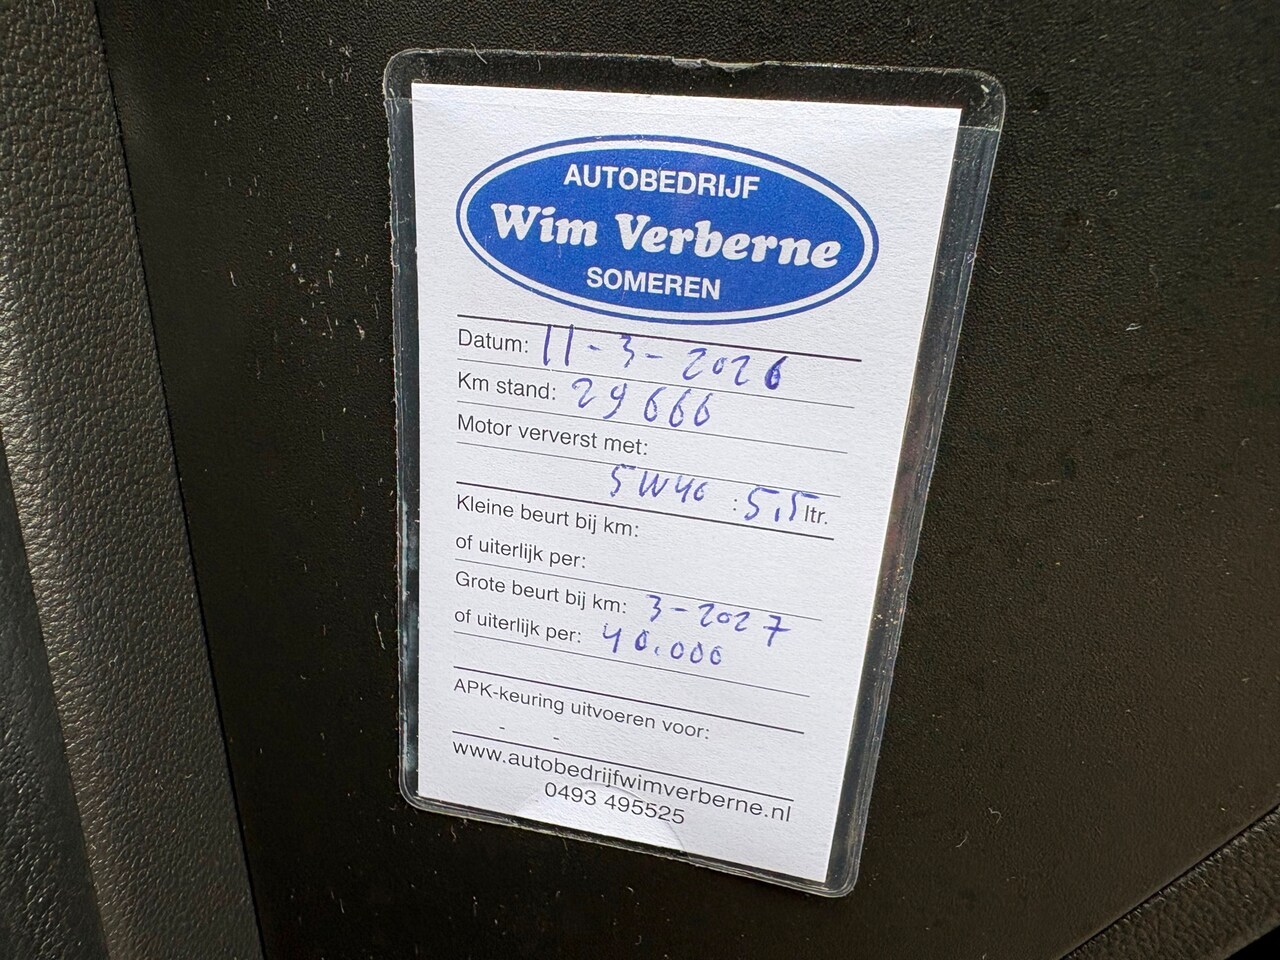 AUTOBEDRIJF
Wim Verberne
SOMEREN
Datum: 11-3-2026
Km stand: 29666
Motor ververst met:
5W40 : 5,5 ltr.
Kleine beurt bij km:
of uiterlijk per:
Grote beurt bij km: 3-2027
of uiterlijk per: 40.000
APK-keuring uitvoeren voor:
- -
www.autobedrijfwimverberne.nl
0493 495525